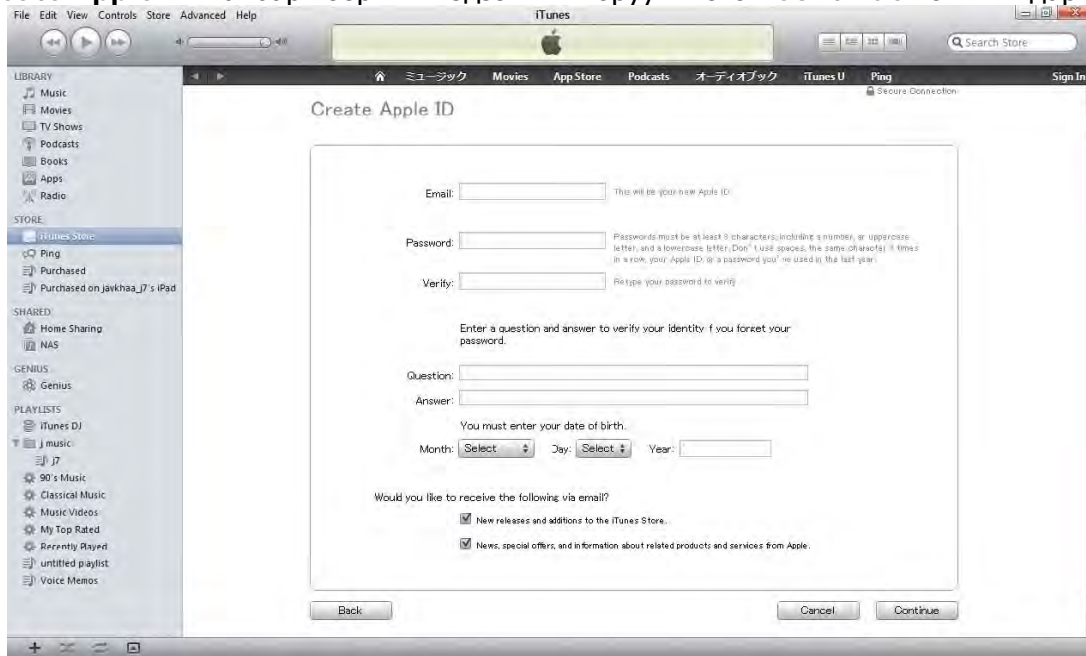 File Edit View Controls Store Advanced Help
iTunes
Search Store
ミュージック Movies App Store Podcasts オーディオブック iTunes U Ping Sign In
Secure Connection
LIBRARY
Music
Movies
TV Shows
Podcasts
Books
Apps
Radio
STORE
iTunes Store
Ping
Purchased
Purchased on javkhaa_j7's iPad
SHARED
Home Sharing
NAS
GENIUS
Genius
PLAYLISTS
iTunes DJ
j music
j7
90's Music
Classical Music
Music Videos
My Top Rated
Recently Played
untitled playlist
Voice Memos
Create Apple ID
Email:
This will be your new Apple ID.
Password:
Passwords must be at least 8 characters, including a number, an uppercase
letter, and a lowercase letter. Don't use spaces, the same character 3 times
in a row, your Apple ID, or a password you've used in the last year.
Verify:
Retype your password to verify
Enter a question and answer to verify your identity if you forget your
password.
Question:
Answer:
You must enter your date of birth.
Month: Select Day: Select Year:
Would you like to receive the following via email?
New releases and additions to the iTunes Store.
News, special offers, and information about related products and services from Apple.
Back Cancel Continue